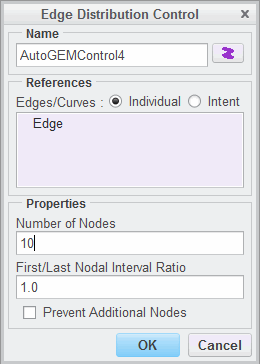 Edge Distribution Control
Name
AutoGEMControl4
References
Edges/Curves : Individual Intent
Edge
Properties
Number of Nodes
10
First/Last Nodal Interval Ratio
1.0
Prevent Additional Nodes
OK Cancel